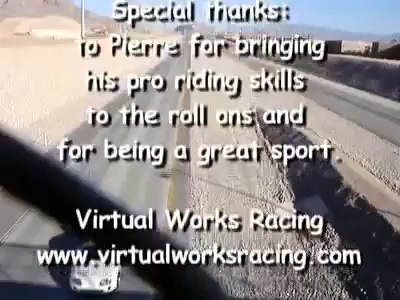 Special thanks:
to Pierre for bringing
his pro riding skills
to the roll ons and
for being a great sport.
Virtual Works Racing
www.virtualworksracing.com